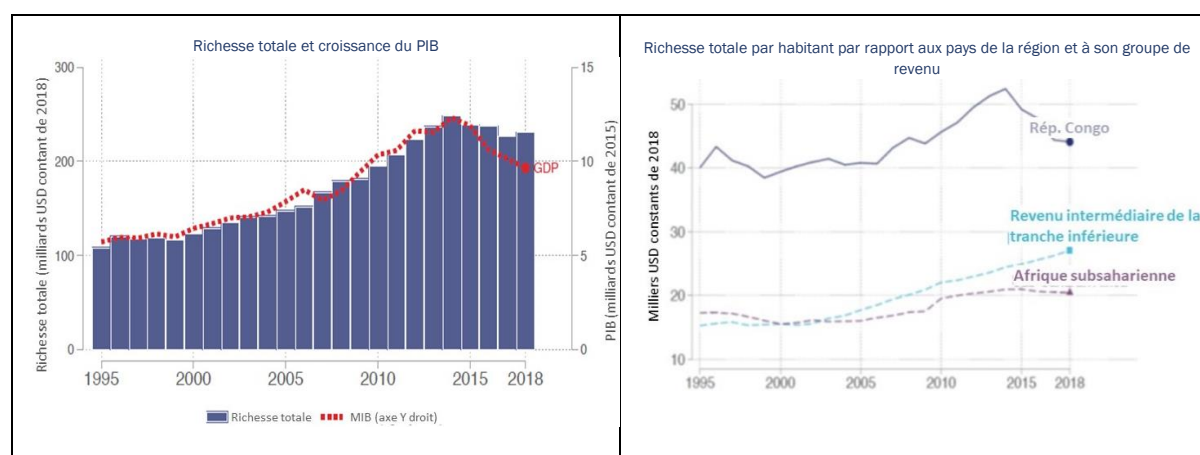 Richesse totale et croissance du PIB
300
15
200
10
100
5
0
0
Richesse totale (milliards USD contant de 2018)
PIB (milliards USD contant de 2015)
GDP
1995
2000
2005
2010
2015
2018
Richesse totale
MIB (axe Y droit)
Richesse totale par habitant par rapport aux pays de la région et à son groupe de
revenu
50
40
30
20
10
Milliers USD constants de 2018
Rép. Congo
Revenu intermédiaire de la
tranche inférieure
Afrique subsaharienne
1995
2000
2005
2010
2015
2018